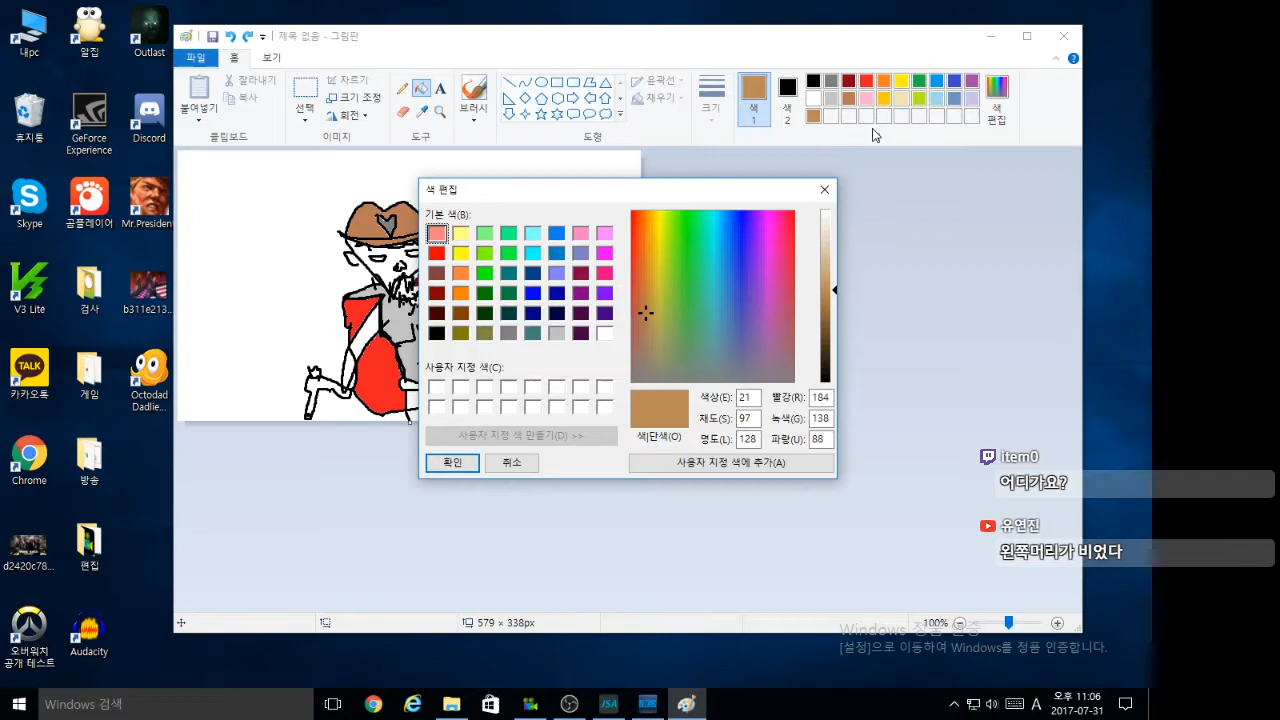 내PC
알집
Outlast
휴지통
GeForce
Experience
Discord
Skype
곰플레이어
Mr.President
V3 Lite
검사
b311e213...
카카오톡
게임
Octodad
Dadlie...
Chrome
방송
d2420c78...
편집
오버워치
공개 테스트
Audacity
제목 없음 - 그림판
파일
홈
보기
붙여넣기
잘라내기
복사
클립보드
선택
자르기
크기 조정
회전
이미지
A
도구
브러시
윤곽선
채우기
도형
크기
색
1
색
2
색
편집
색
색 편집
기본 색(B):
사용자 지정 색(C):
사용자 지정 색 만들기(D) >>
확인
취소
색상(E): 21
빨강(R): 184
채도(S): 97
녹색(G): 138
색|단색(O)
명도(L): 128
파랑(U): 88
사용자 지정 색에 추가(A)
item0
어디가요?
유연진
왼쪽머리가 비었다
579 × 338px
100%
Windows 정품 인증
[설정]으로 이동하여 Windows를 정품 인증합니다.
Windows 검색
JSA
A
오후 11:06
2017-07-31